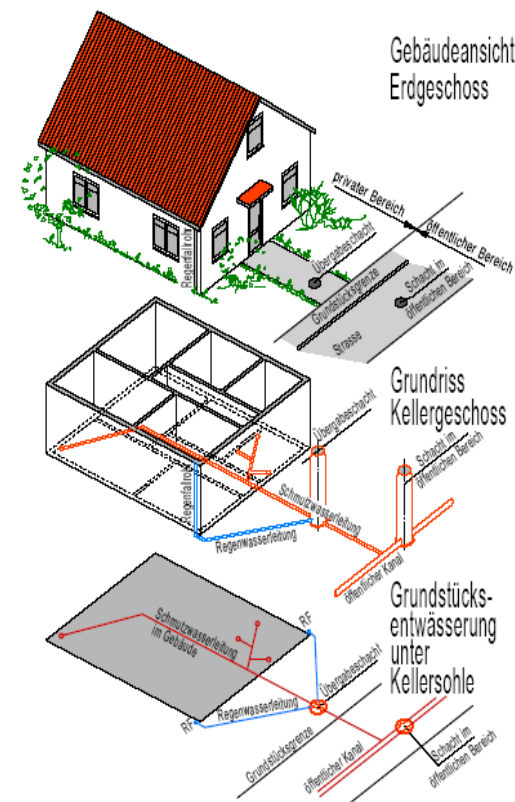 Gebäudeansicht
Erdgeschoss
privater Bereich
öffentlicher Bereich
Regenfallrohr
Übergabeschacht
Grundstücksgrenze
Schacht im
öffentlichen Bereich
Strasse
Grundriss
Kellergeschoss
Übergabeschacht
Schacht im
öffentlichen Bereich
Regenfallrohr
Schmutzwasserleitung
Regenwasserleitung
öffentlicher Kanal
Grundstücks-
entwässerung
unter
Kellersohle
Schmutzwasserleitung
im Gebäude
RF
Übergabeschacht
RF
Regenwasserleitung
Grundstücksgrenze
öffentlicher Kanal
Schacht im
öffentlichen Bereich